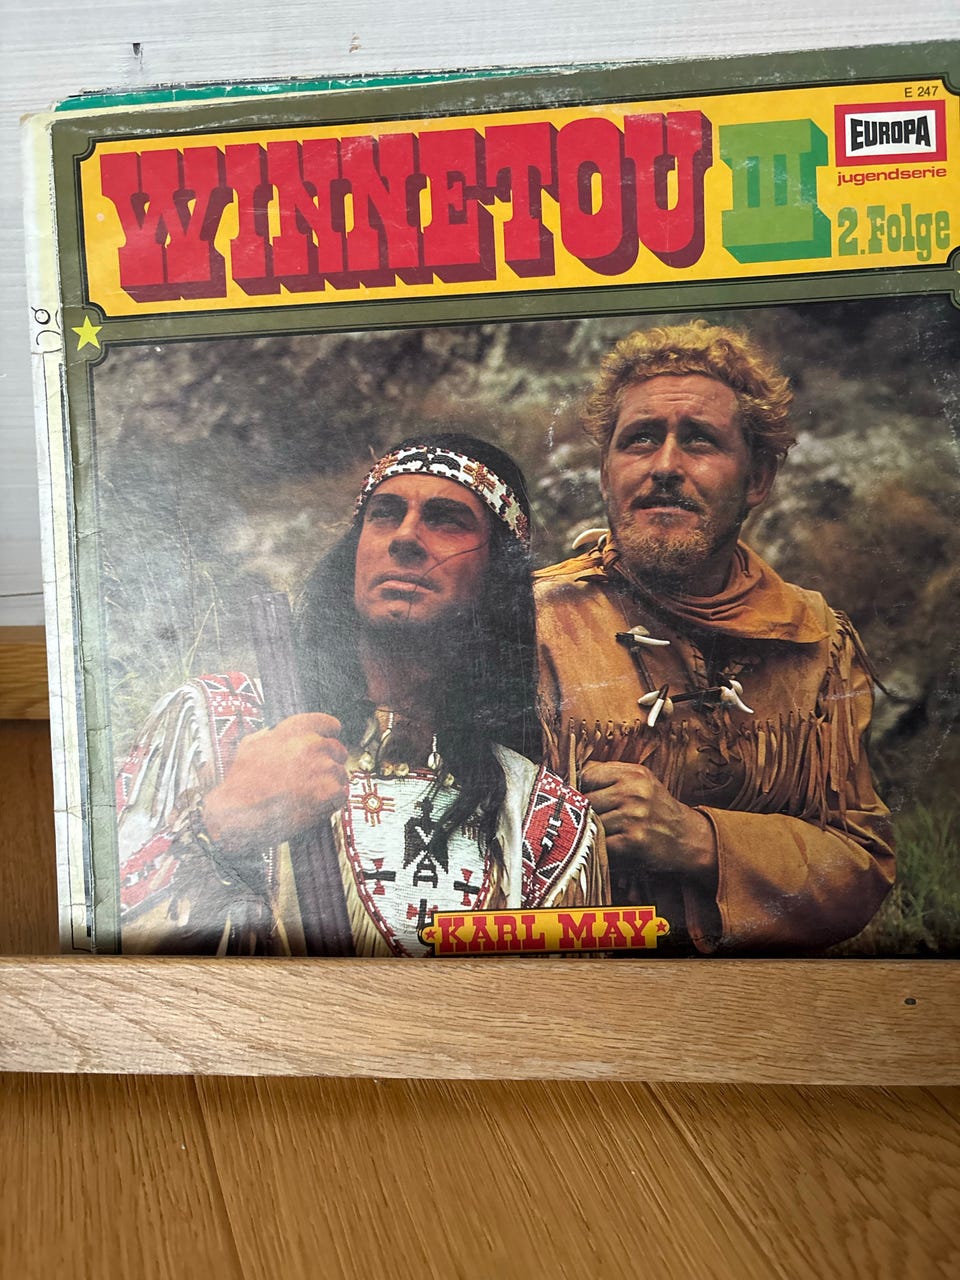 E 247
WINNETOU III
EUROPA
jugendserie
2. Folge
KARL MAY